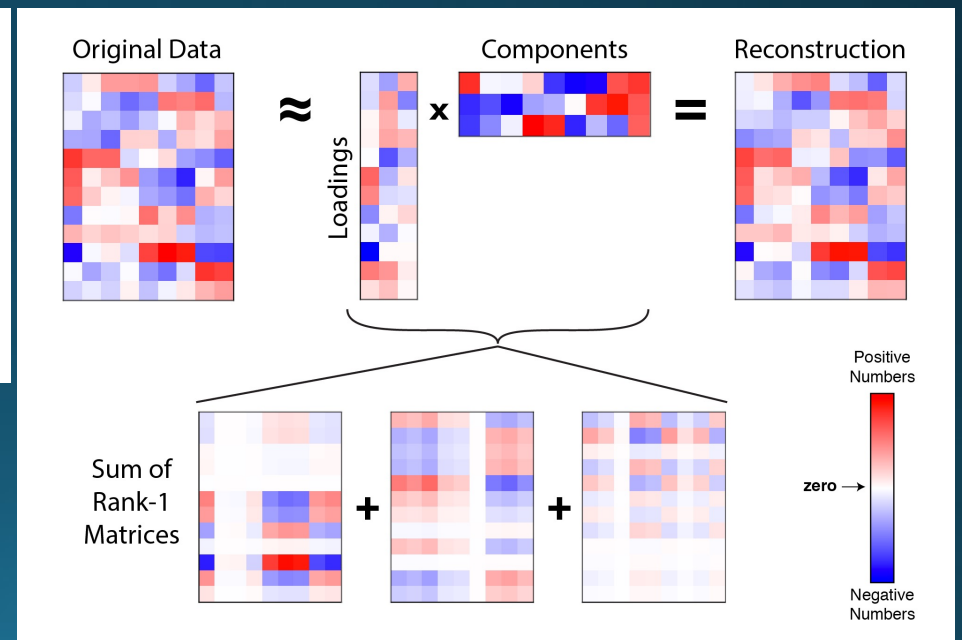 Original Data
≈
Loadings
x
Components
=
Reconstruction
Sum of
Rank-1
Matrices
+
+
Positive
Numbers
zero →
Negative
Numbers